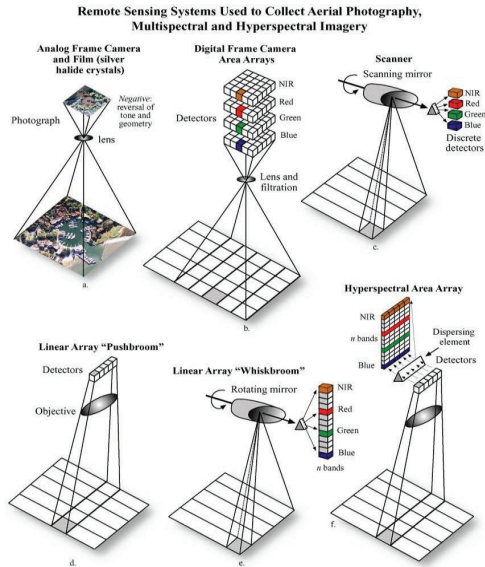 Remote Sensing Systems Used to Collect Aerial Photography,
Multispectral and Hyperspectral Imagery
Analog Frame Camera
and Film (silver
halide crystals)
Negative:
reversal of
tone and
geometry
Photograph
lens
a.
Digital Frame Camera
Area Arrays
NIR
Red
Detectors
Green
Blue
Lens and
filtration
b.
Scanner
Scanning mirror
NIR
Red
Green
Blue
Discrete
detectors
c.
Linear Array “Pushbroom”
Detectors
Objective
d.
Linear Array “Whiskbroom”
Rotating mirror
NIR
Red
Green
Blue
n bands
e.
Hyperspectral Area Array
NIR
n bands
Blue
Dispersing
element
Detectors
f.